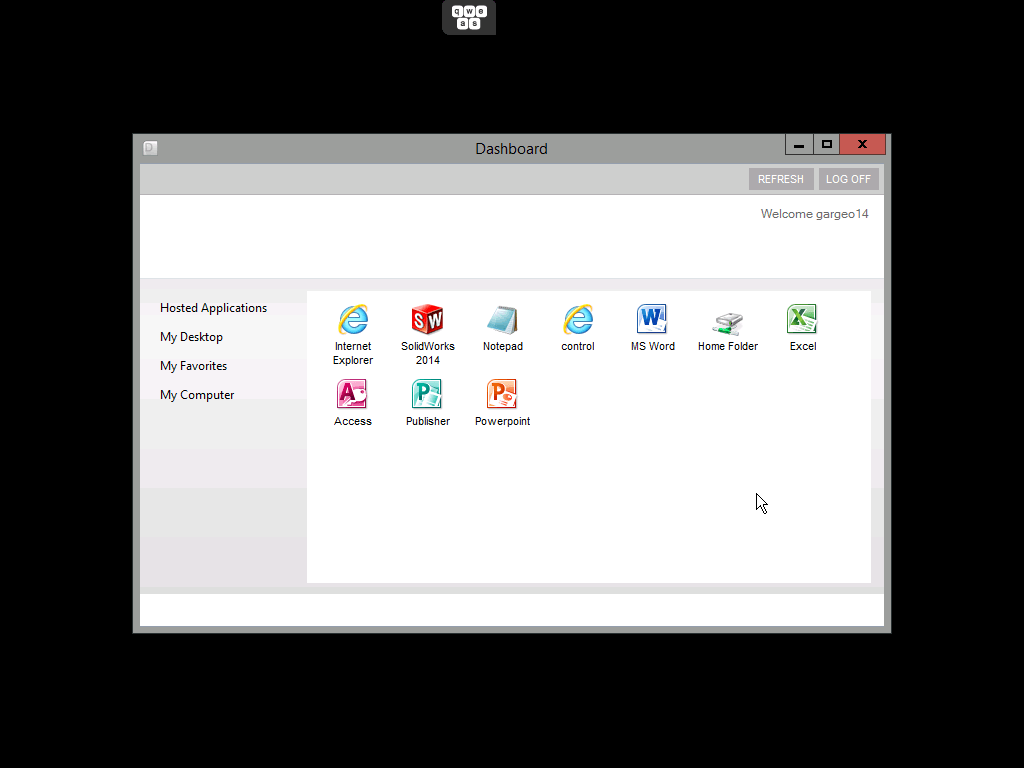 q w e
a s
Dashboard
REFRESH LOG OFF
Welcome gargeo14
Hosted Applications
My Desktop
My Favorites
My Computer
Internet
Explorer
SolidWorks
2014
Notepad
control
MS Word
Home Folder
Excel
Access
Publisher
Powerpoint